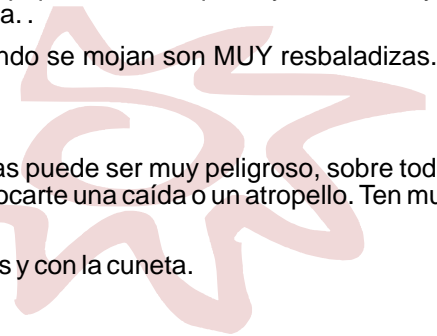 a. .
ndo se mojan son MUY resbaladizas.
as puede ser muy peligroso, sobre tod
ocarte una caída o un atropello. Ten mu
s y con la cuneta.